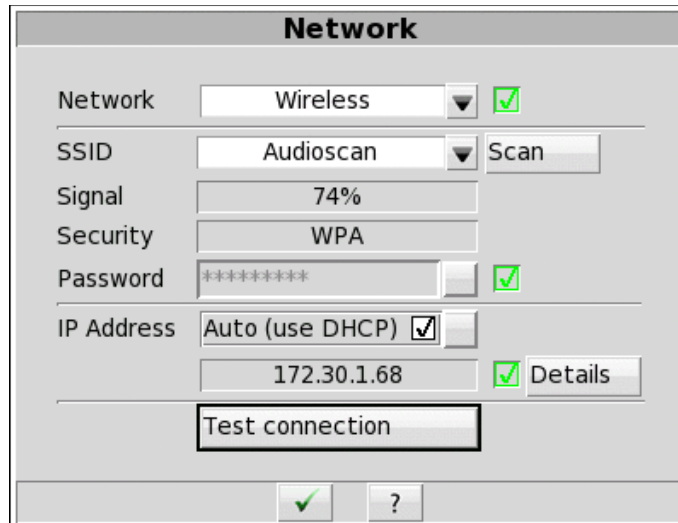 Network
Network Wireless
SSID Audioscan Scan
Signal 74%
Security WPA
Password *********
IP Address Auto (use DHCP)
172.30.1.68 Details
Test connection
?